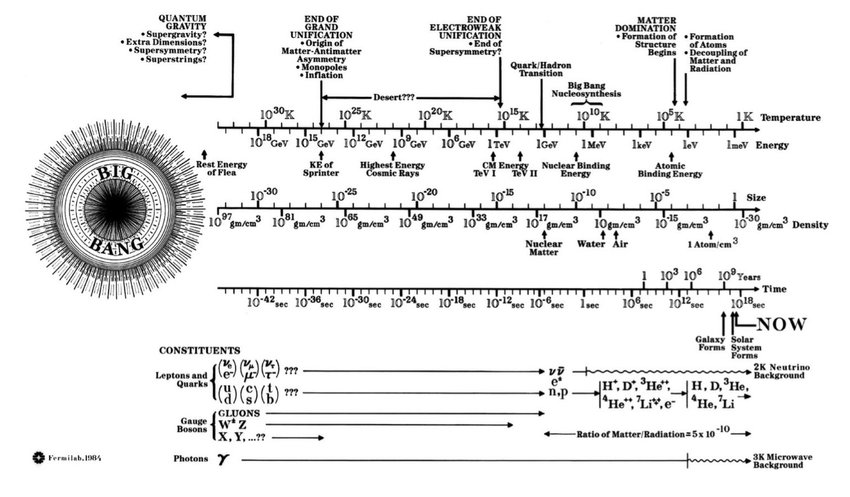 QUANTUM
GRAVITY
• Supergravity?
• Extra Dimensions?
• Supersymmetry?
• Superstrings?
END OF
GRAND
UNIFICATION
• Origin of
Matter-Antimatter
Asymmetry
• Monopoles
• Inflation
END OF
ELECTROWEAK
UNIFICATION
• End of
Supersymmetry?
MATTER
DOMINATION
• Formation of
Structure
Begins
• Formation
of Atoms
• Decoupling of
Matter and
Radiation
Desert???
Quark/Hadron
Transition
Big Bang
Nucleosynthesis
10³⁰K 10²⁵K 10²⁰K 10¹⁵K 10¹⁰K 10⁵K 1K Temperature
10¹⁸GeV 10¹⁵GeV 10¹²GeV 10⁹GeV 10⁶GeV 1TeV 1GeV 1MeV 1keV 1eV 1meV Energy
Rest Energy
of Flea
KE of
Sprinter
Highest Energy
Cosmic Rays
CM Energy
TeV I TeV II
Nuclear Binding
Energy
Atomic
Binding Energy
BIG
BANG
10⁻³⁰ 10⁻²⁵ 10⁻²⁰ 10⁻¹⁵ 10⁻¹⁰ 10⁻⁵ 1 Size
10⁹⁷gm/cm³ 10⁸¹gm/cm³ 10⁶⁵gm/cm³ 10⁴⁹gm/cm³ 10³³gm/cm³ 10¹⁷gm/cm³ 10gm/cm³ 10⁻¹⁵gm/cm³ 10⁻³⁰gm/cm³ Density
Nuclear
Matter
Water Air
1 Atom/cm³
1 10³ 10⁶ 10⁹Years
Time
10⁻⁴²sec 10⁻³⁶sec 10⁻³⁰sec 10⁻²⁴sec 10⁻¹⁸sec 10⁻¹²sec 10⁻⁶sec 1sec 10⁶sec 10¹²sec 10¹⁸sec
NOW
Galaxy
Forms
Solar
System
Forms
CONSTITUENTS
Leptons and
Quarks
(νe e⁻) (νμ μ⁻) (ντ τ⁻) ???
(u d) (c s) (t b) ???
ν ν̄
e±
n,p
2K Neutrino
Background
H⁺, D⁺, ³He⁺⁺,
⁴He⁺⁺, ⁷Li⁺⁺⁺, e⁻
H, D, ³He,
⁴He, ⁷Li
Gauge
Bosons
GLUONS
W± Z
X, Y, ...??
Ratio of Matter/Radiation = 5 x 10⁻¹⁰
Photons γ
3K Microwave
Background
Fermilab, 1984